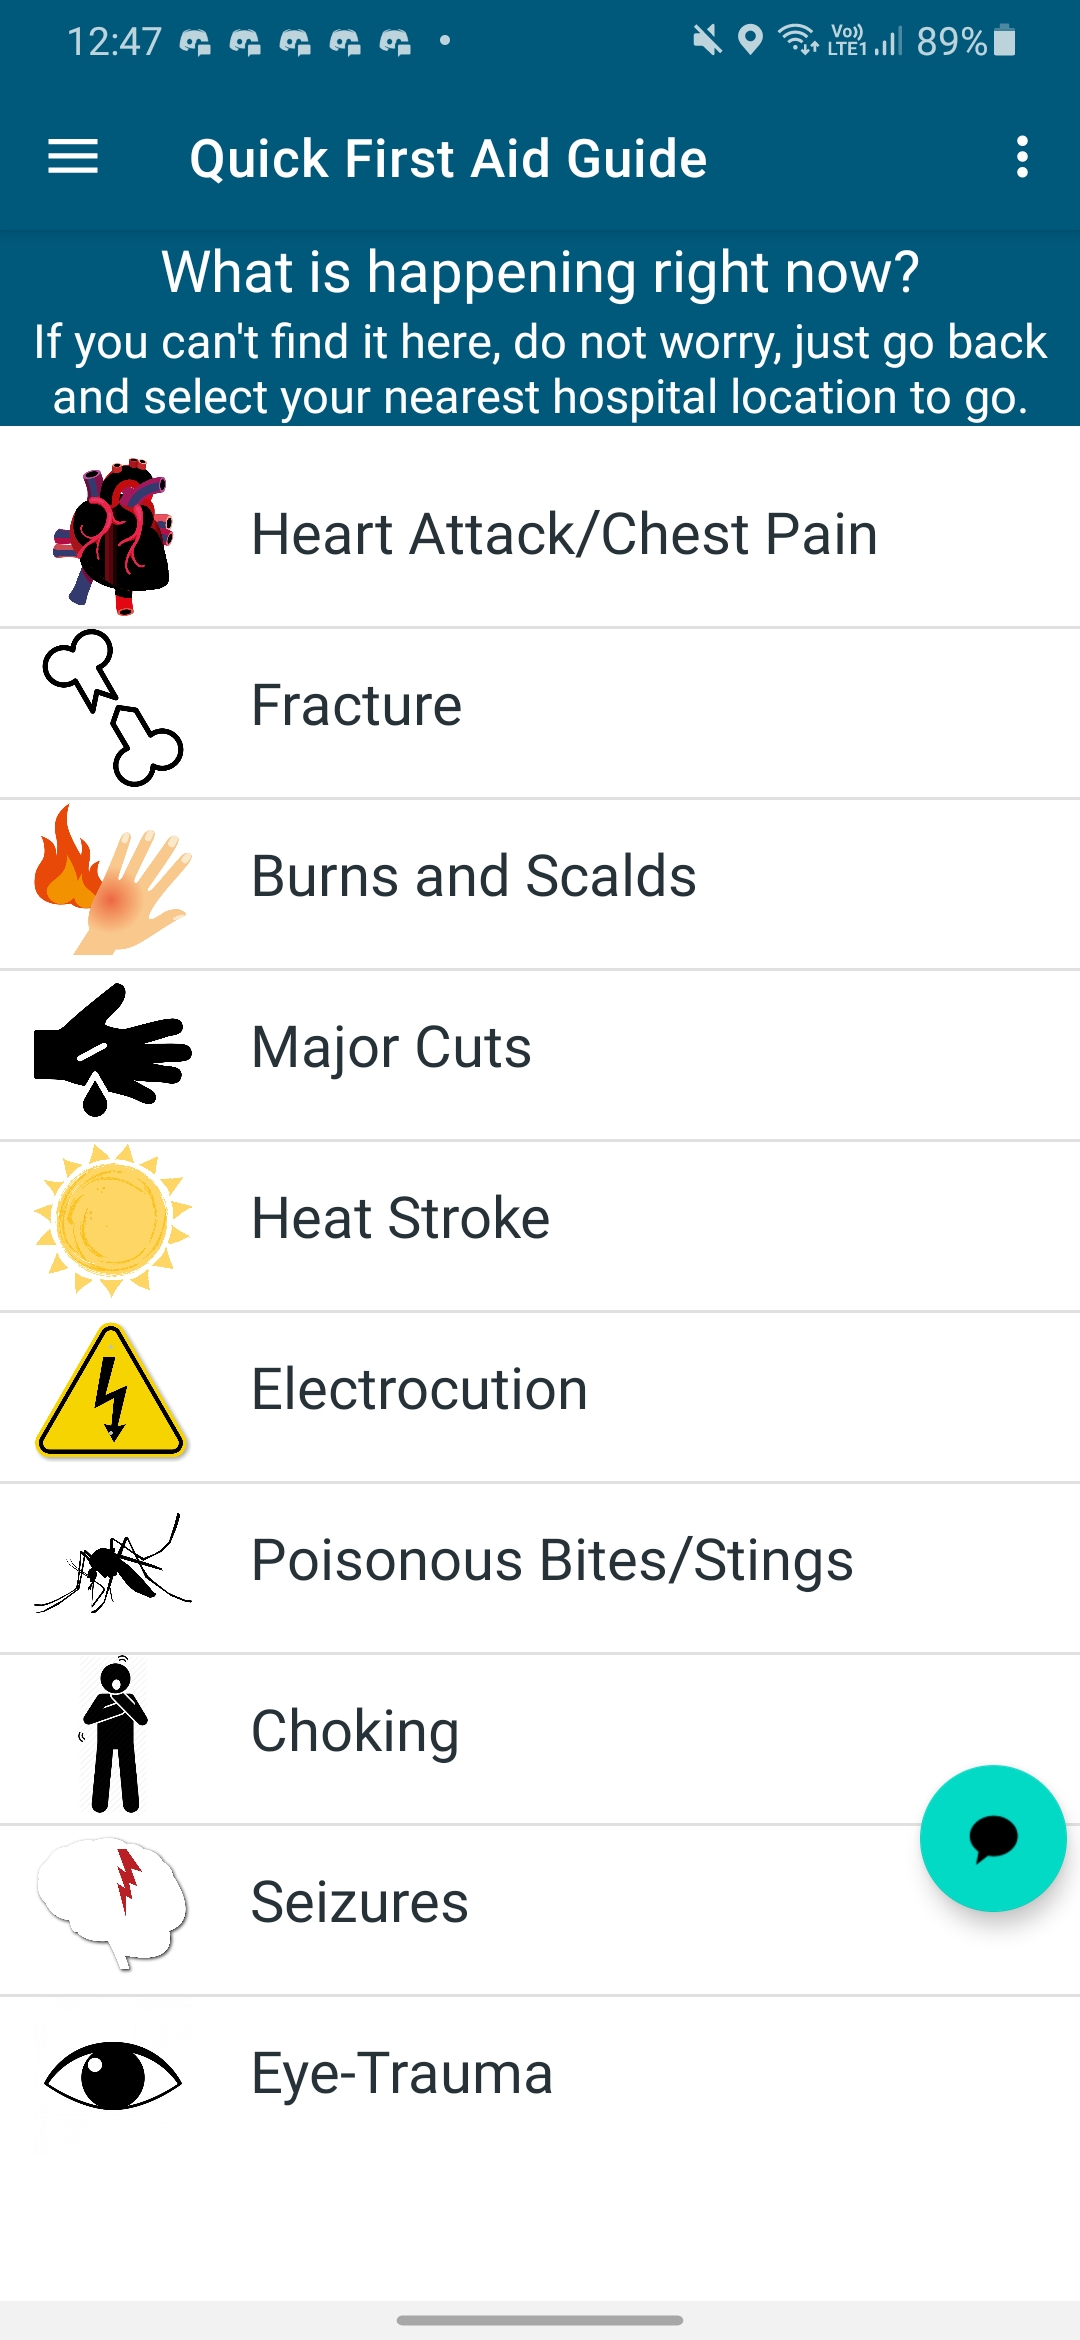 12:47 Vo)) LTE1 89%
Quick First Aid Guide
What is happening right now?
If you can't find it here, do not worry, just go back
and select your nearest hospital location to go.
Heart Attack/Chest Pain
Fracture
Burns and Scalds
Major Cuts
Heat Stroke
Electrocution
Poisonous Bites/Stings
Choking
Seizures
Eye-Trauma